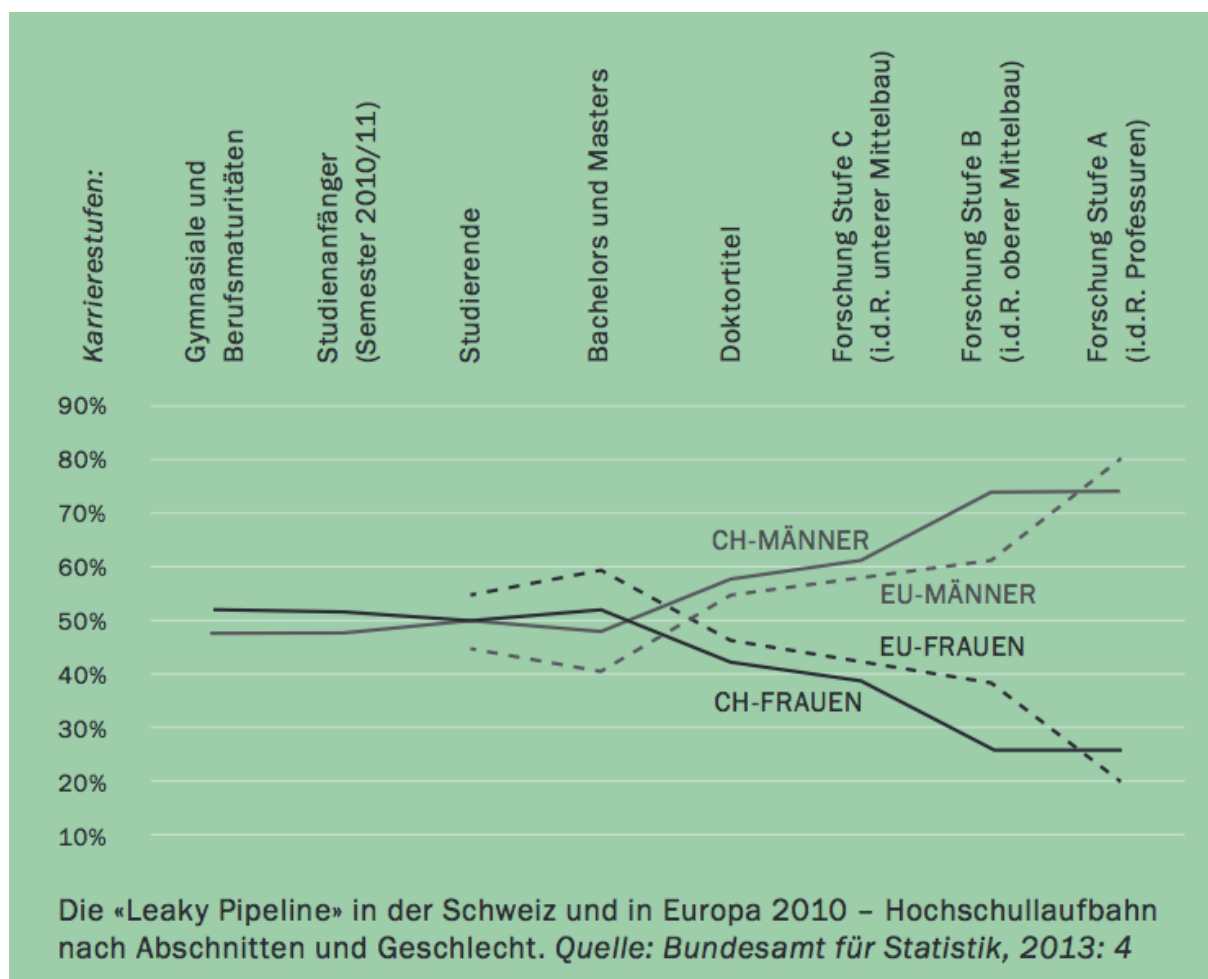 Karrierestufen:
Gymnasiale und
Berufsmaturitäten
Studienanfänger
(Semester 2010/11)
Studierende
Bachelors und Masters
Doktortitel
Forschung Stufe C
(i.d.R. unterer Mittelbau)
Forschung Stufe B
(i.d.R. oberer Mittelbau)
Forschung Stufe A
(i.d.R. Professuren)
90%
80%
70%
60%
50%
40%
30%
20%
10%
CH-MÄNNER
EU-MÄNNER
EU-FRAUEN
CH-FRAUEN
Die «Leaky Pipeline» in der Schweiz und in Europa 2010 – Hochschullaufbahn
nach Abschnitten und Geschlecht. Quelle: Bundesamt für Statistik, 2013: 4